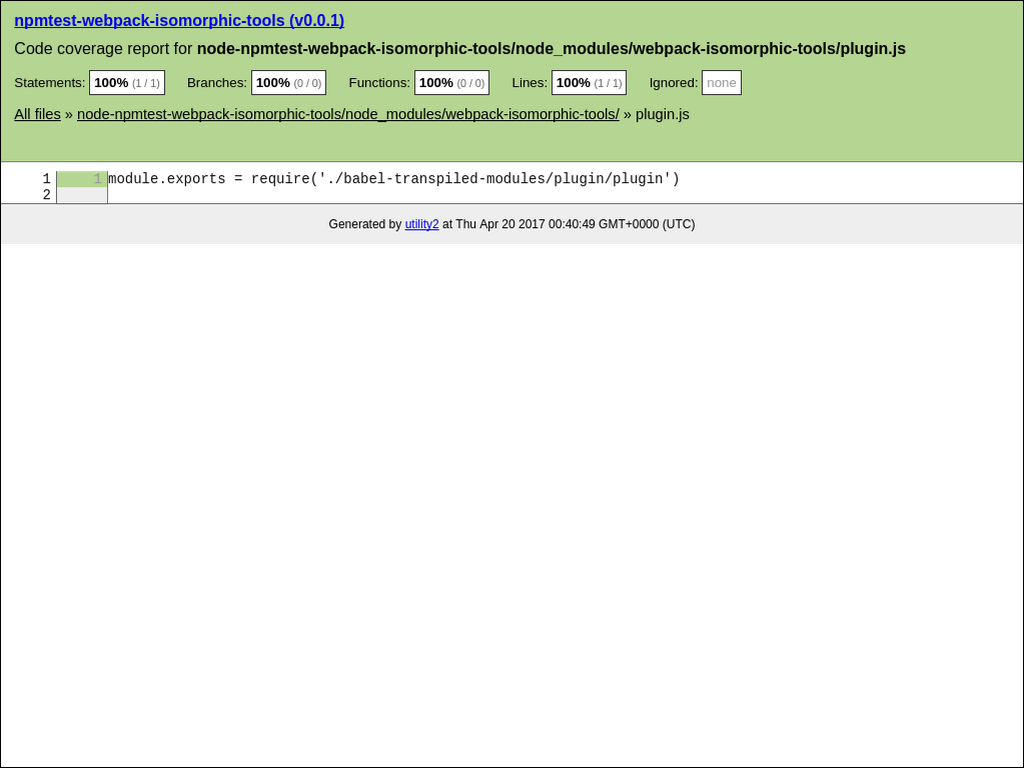 npmtest-webpack-isomorphic-tools (v0.0.1)
Code coverage report for node-npmtest-webpack-isomorphic-tools/node_modules/webpack-isomorphic-tools/plugin.js
Statements: 100% (1 / 1) Branches: 100% (0 / 0) Functions: 100% (0 / 0) Lines: 100% (1 / 1) Ignored: none
All files » node-npmtest-webpack-isomorphic-tools/node_modules/webpack-isomorphic-tools/ » plugin.js
1 1 module.exports = require('./babel-transpiled-modules/plugin/plugin')
2
Generated by utility2 at Thu Apr 20 2017 00:40:49 GMT+0000 (UTC)